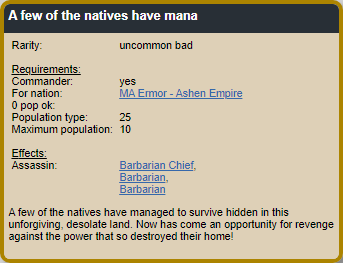 A few of the natives have mana
Rarity: uncommon bad
Requirements:
Commander: yes
For nation: MA Ermor - Ashen Empire
0 pop ok:
Population type: 25
Maximum population: 10
Effects:
Assassin: Barbarian Chief,
Barbarian,
Barbarian
A few of the natives have managed to survive hidden in this
unforgiving, desolate land. Now has come an opportunity for revenge
against the power that so destroyed their home!